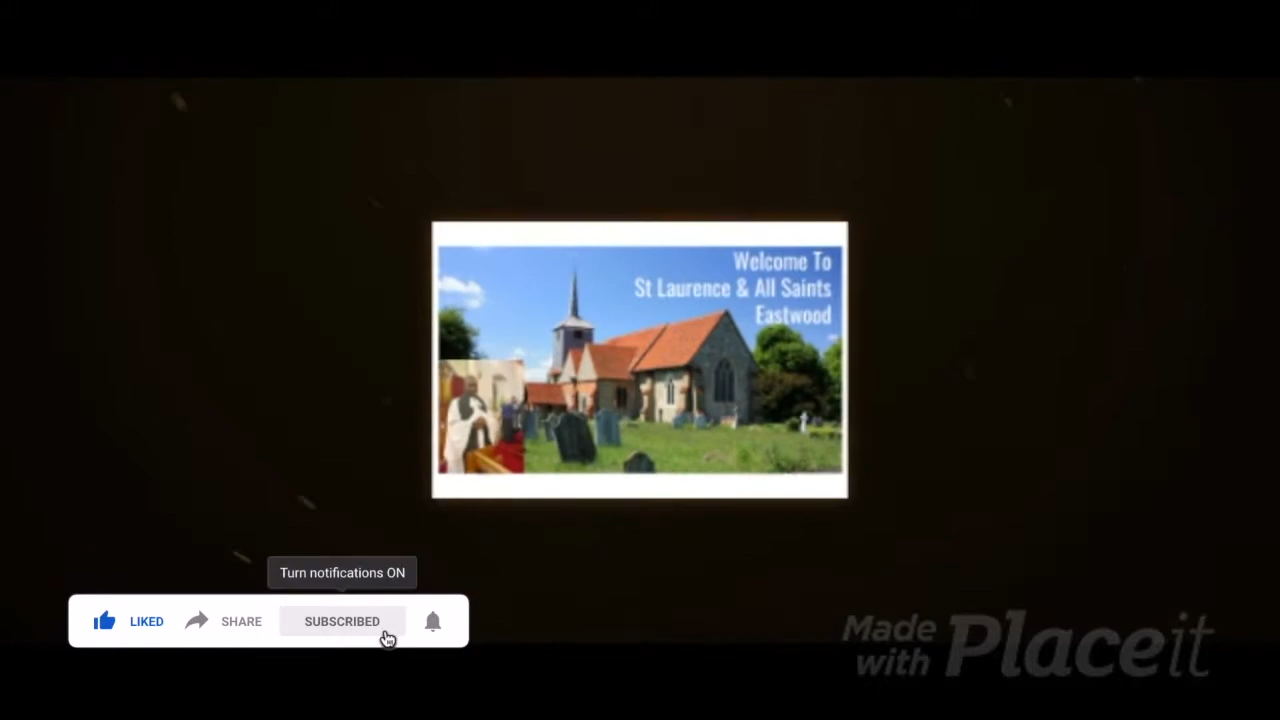 Welcome To
St Laurence & All Saints
Eastwood
Turn notifications ON
LIKED
SHARE
SUBSCRIBED
Made
with Placeit